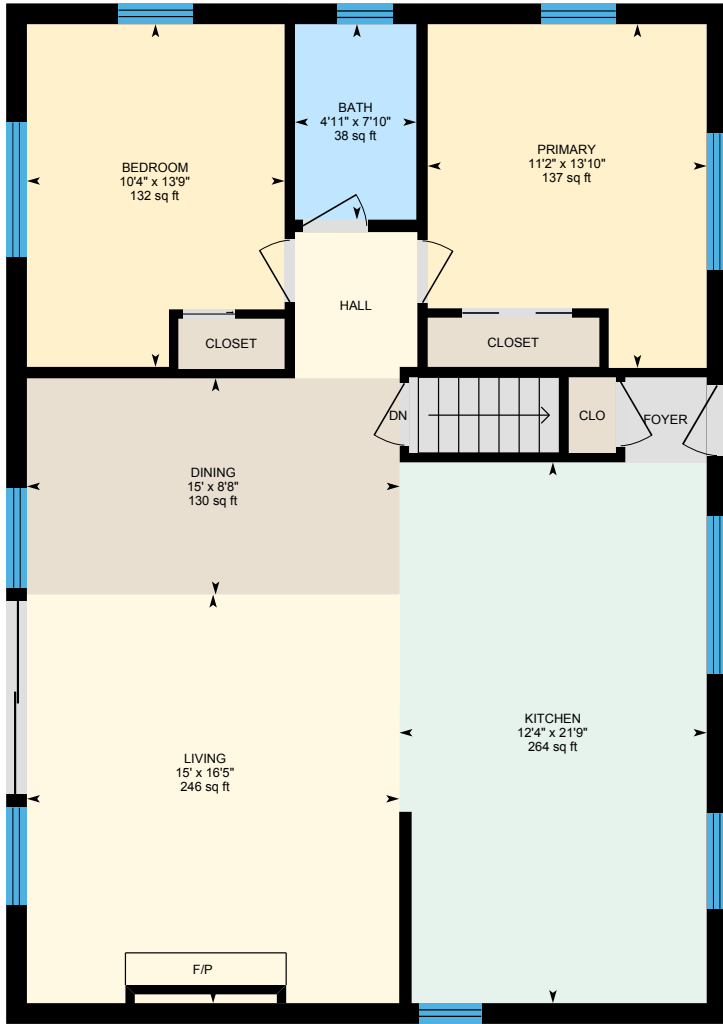 BATH
4'11" x 7'10"
38 sq ft
PRIMARY
11'2" x 13'10"
137 sq ft
BEDROOM
10'4" x 13'9"
132 sq ft
HALL
CLOSET
CLOSET
DN
CLO
FOYER
DINING
15' x 8'8"
130 sq ft
KITCHEN
12'4" x 21'9"
264 sq ft
LIVING
15' x 16'5"
246 sq ft
F/P